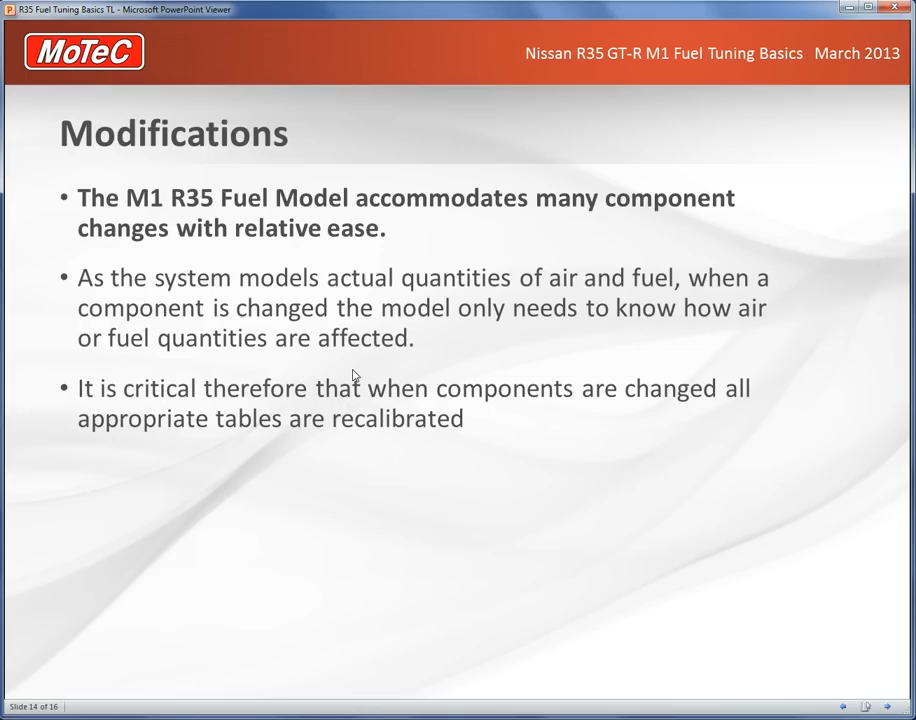 R35 Fuel Tuning Basics TL - Microsoft PowerPoint Viewer
MoTeC
Nissan R35 GT-R M1 Fuel Tuning Basics March 2013
Modifications
• The M1 R35 Fuel Model accommodates many component
changes with relative ease.
• As the system models actual quantities of air and fuel, when a
component is changed the model only needs to know how air
or fuel quantities are affected.
• It is critical therefore that when components are changed all
appropriate tables are recalibrated
Slide 14 of 16